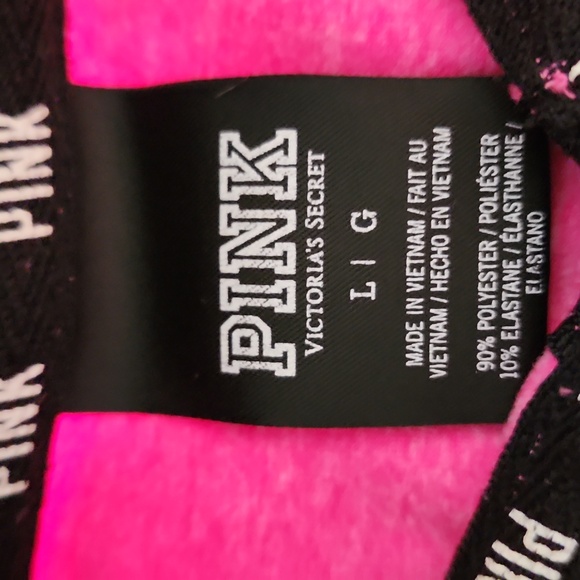 PINK
VICTORIA'S SECRET
L | G
MADE IN VIETNAM / FAIT AU
VIETNAM / HECHO EN VIETNAM
90% POLYESTER / POLIÉSTER
10% ELASTANE / ÉLASTHANNE /
ELASTANO
PINK
PINK